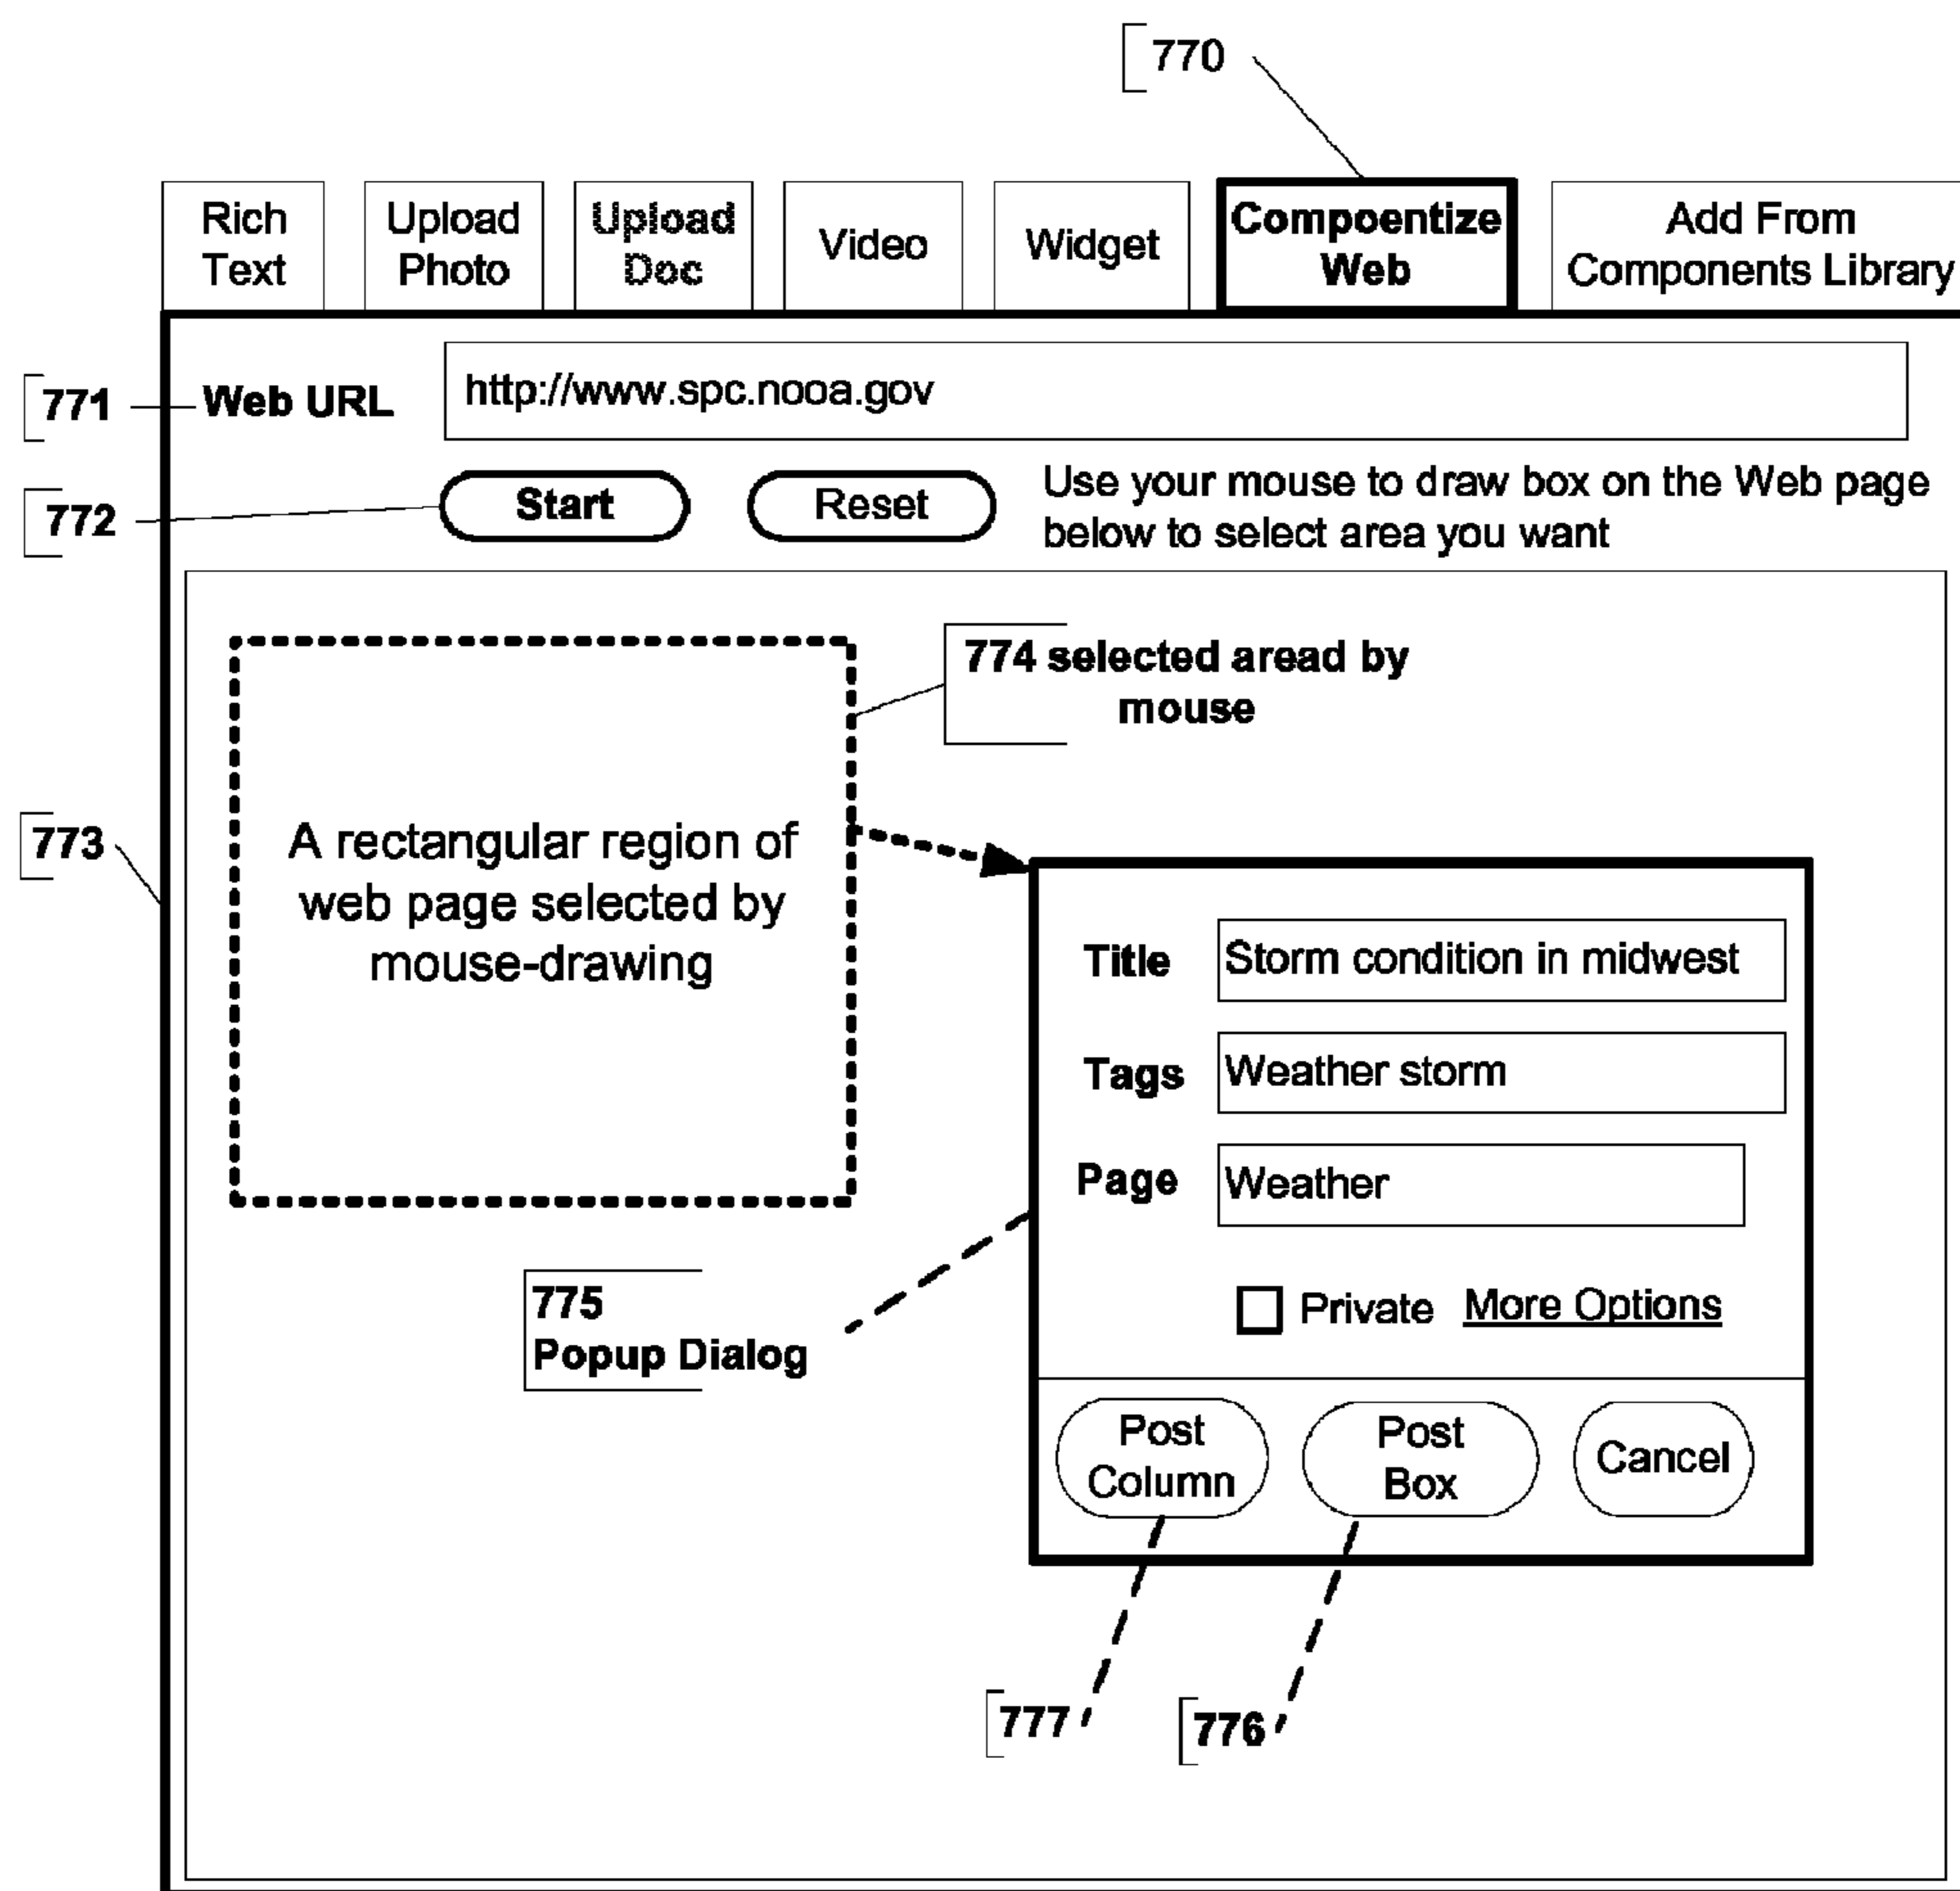 770
Rich
Text
Upload
Photo
Upload
Doc
Video
Widget
Compoentize
Web
Add From
Components Library
771
Web URL
http://www.spc.nooa.gov
772
Start
Reset
Use your mouse to draw box on the Web page
below to select area you want
774 selected aread by
mouse
773
A rectangular region of
web page selected by
mouse-drawing
Title
Storm condition in midwest
Tags
Weather storm
Page
Weather
Private
More Options
775
Popup Dialog
Post
Column
Post
Box
Cancel
777
776